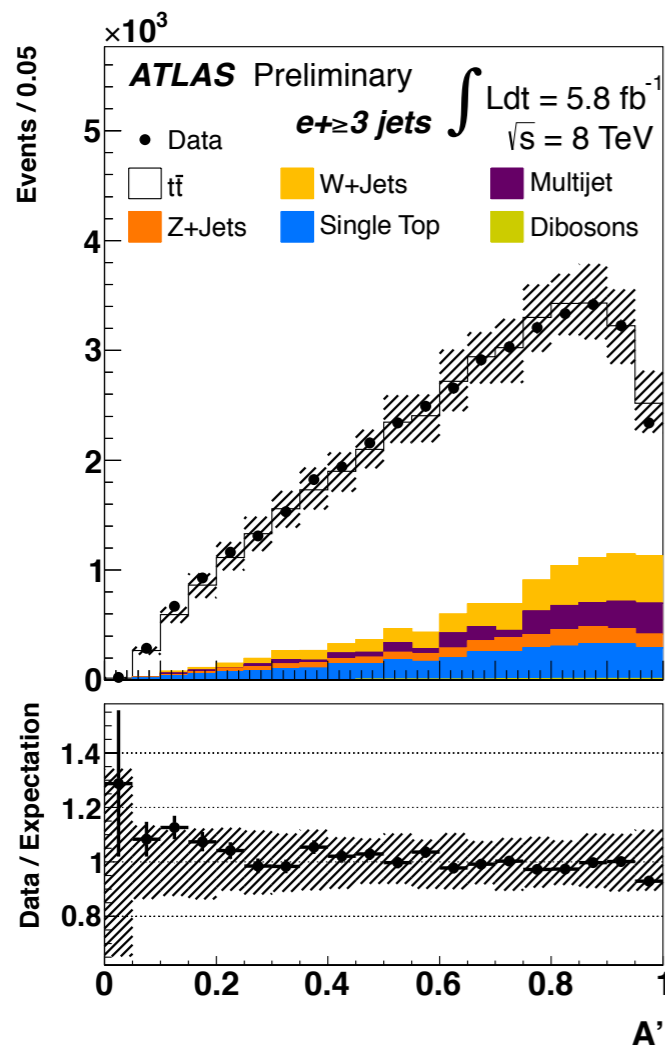 ×10³
Events / 0.05
ATLAS Preliminary
e+≥3 jets ∫ Ldt = 5.8 fb⁻¹
√s = 8 TeV
Data
tt̄ W+Jets Multijet
Z+Jets Single Top Dibosons
5
4
3
2
1
0
Data / Expectation
1.4
1.2
1
0.8
0 0.2 0.4 0.6 0.8 1
A'